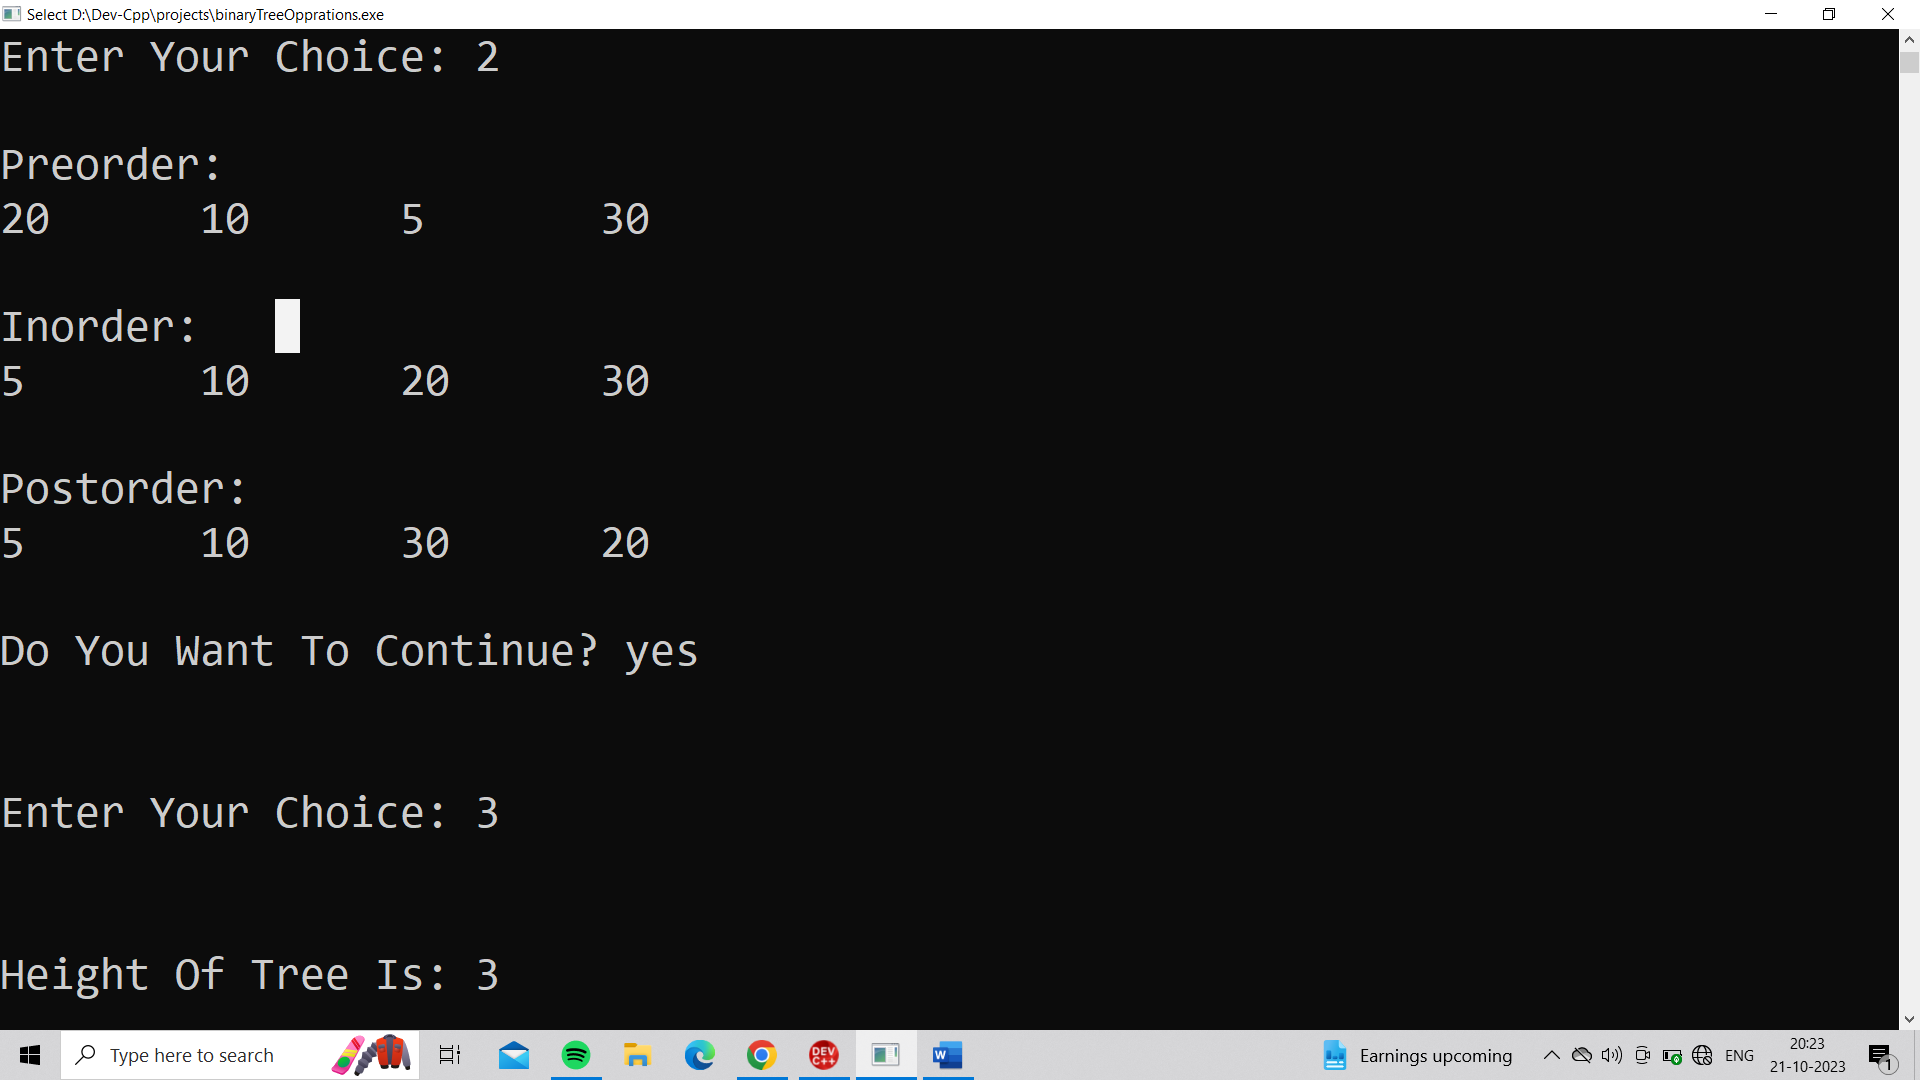 Select D:\Dev-Cpp\projects\binaryTreeOpprations.exe
Enter Your Choice: 2
Preorder:
20 10 5 30
Inorder:
5 10 20 30
Postorder:
5 10 30 20
Do You Want To Continue? yes
Enter Your Choice: 3
Height Of Tree Is: 3
Type here to search
DEV C++
W
Earnings upcoming
ENG
20:23
21-10-2023
1